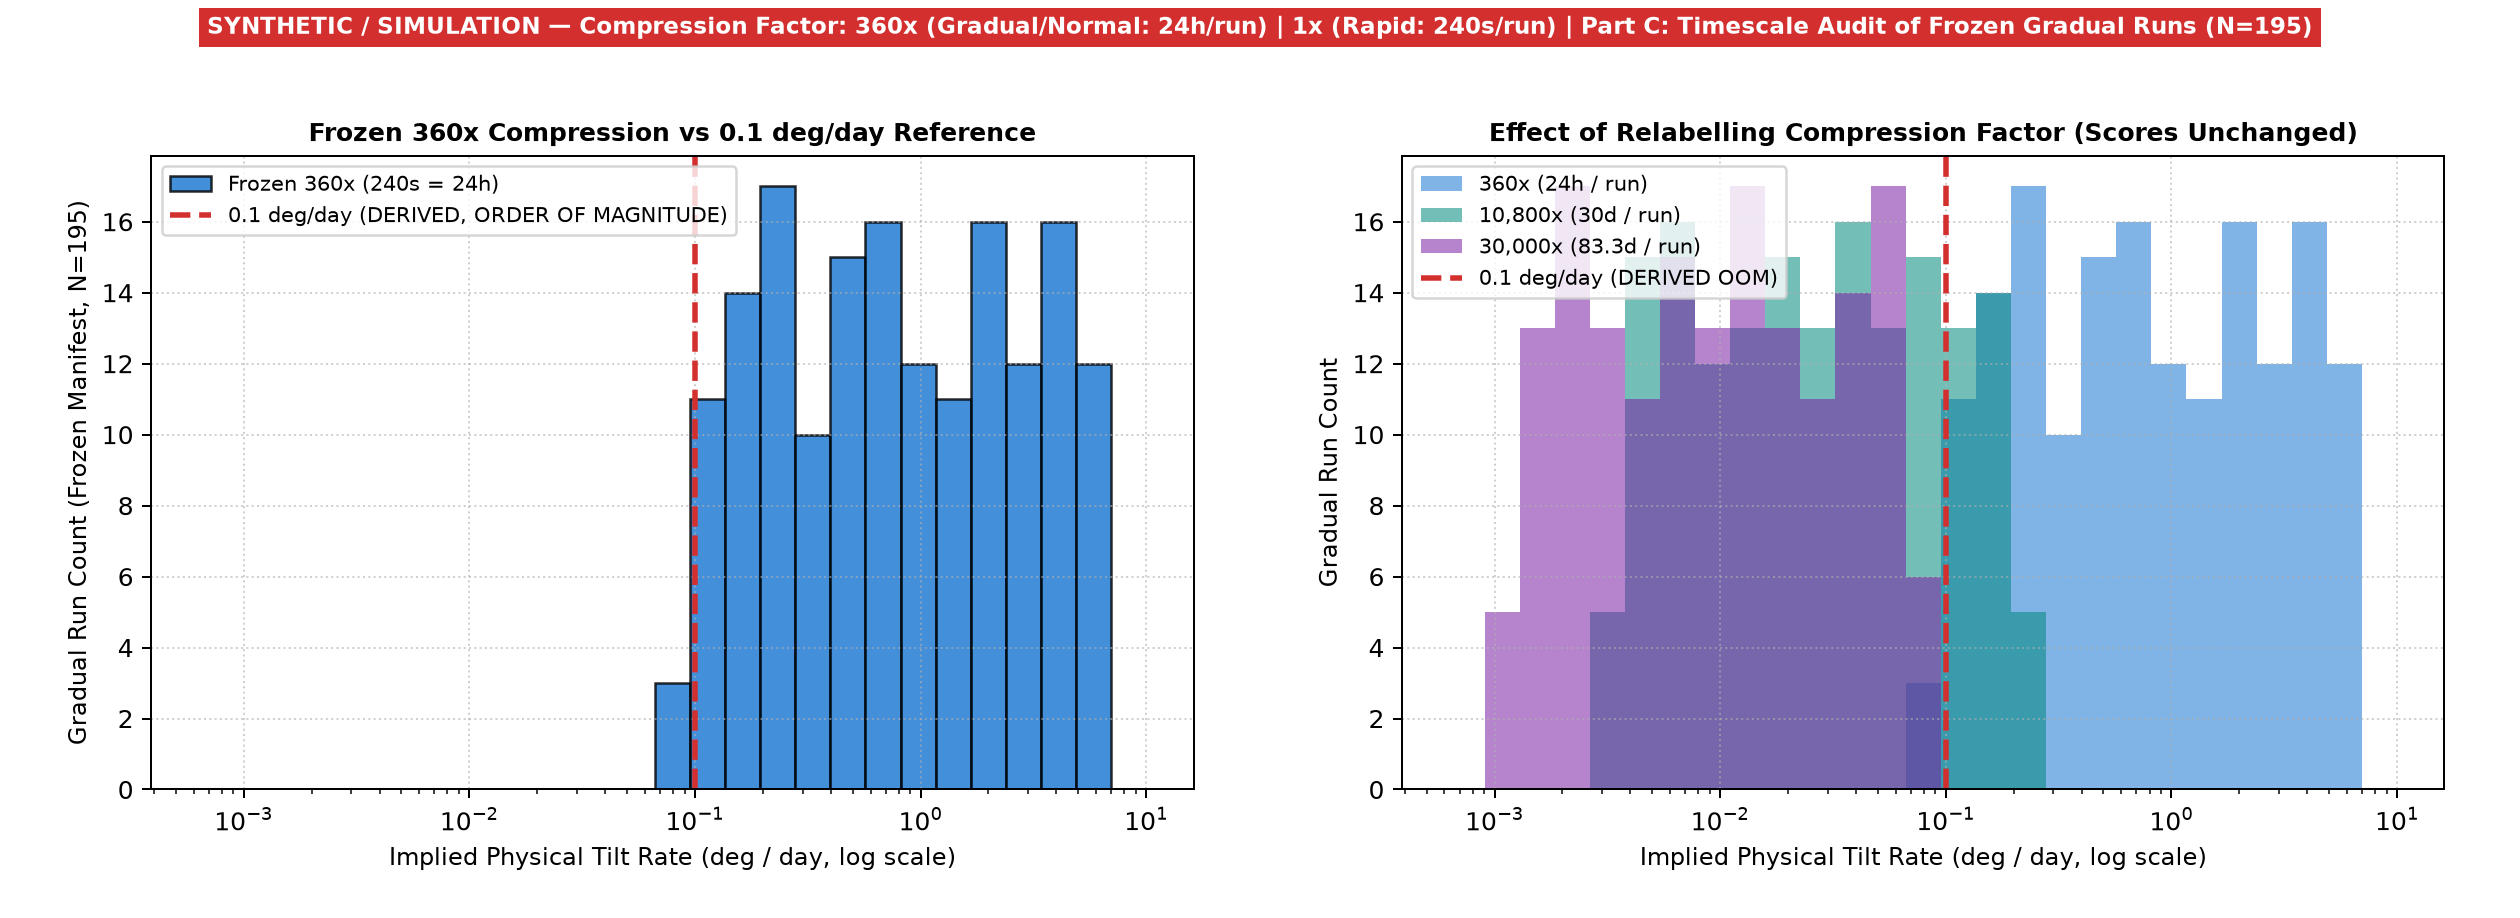 SYNTHETIC / SIMULATION — Compression Factor: 360x (Gradual/Normal: 24h/run) | 1x (Rapid: 240s/run) | Part C: Timescale Audit of Frozen Gradual Runs (N=195)
Frozen 360x Compression vs 0.1 deg/day Reference
Frozen 360x (240s = 24h)
0.1 deg/day (DERIVED, ORDER OF MAGNITUDE)
Gradual Run Count (Frozen Manifest, N=195)
16
14
12
10
8
6
4
2
0
10⁻³ 10⁻² 10⁻¹ 10⁰ 10¹
Implied Physical Tilt Rate (deg / day, log scale)
Effect of Relabelling Compression Factor (Scores Unchanged)
360x (24h / run)
10,800x (30d / run)
30,000x (83.3d / run)
0.1 deg/day (DERIVED OOM)
Gradual Run Count
16
14
12
10
8
6
4
2
0
10⁻³ 10⁻² 10⁻¹ 10⁰ 10¹
Implied Physical Tilt Rate (deg / day, log scale)